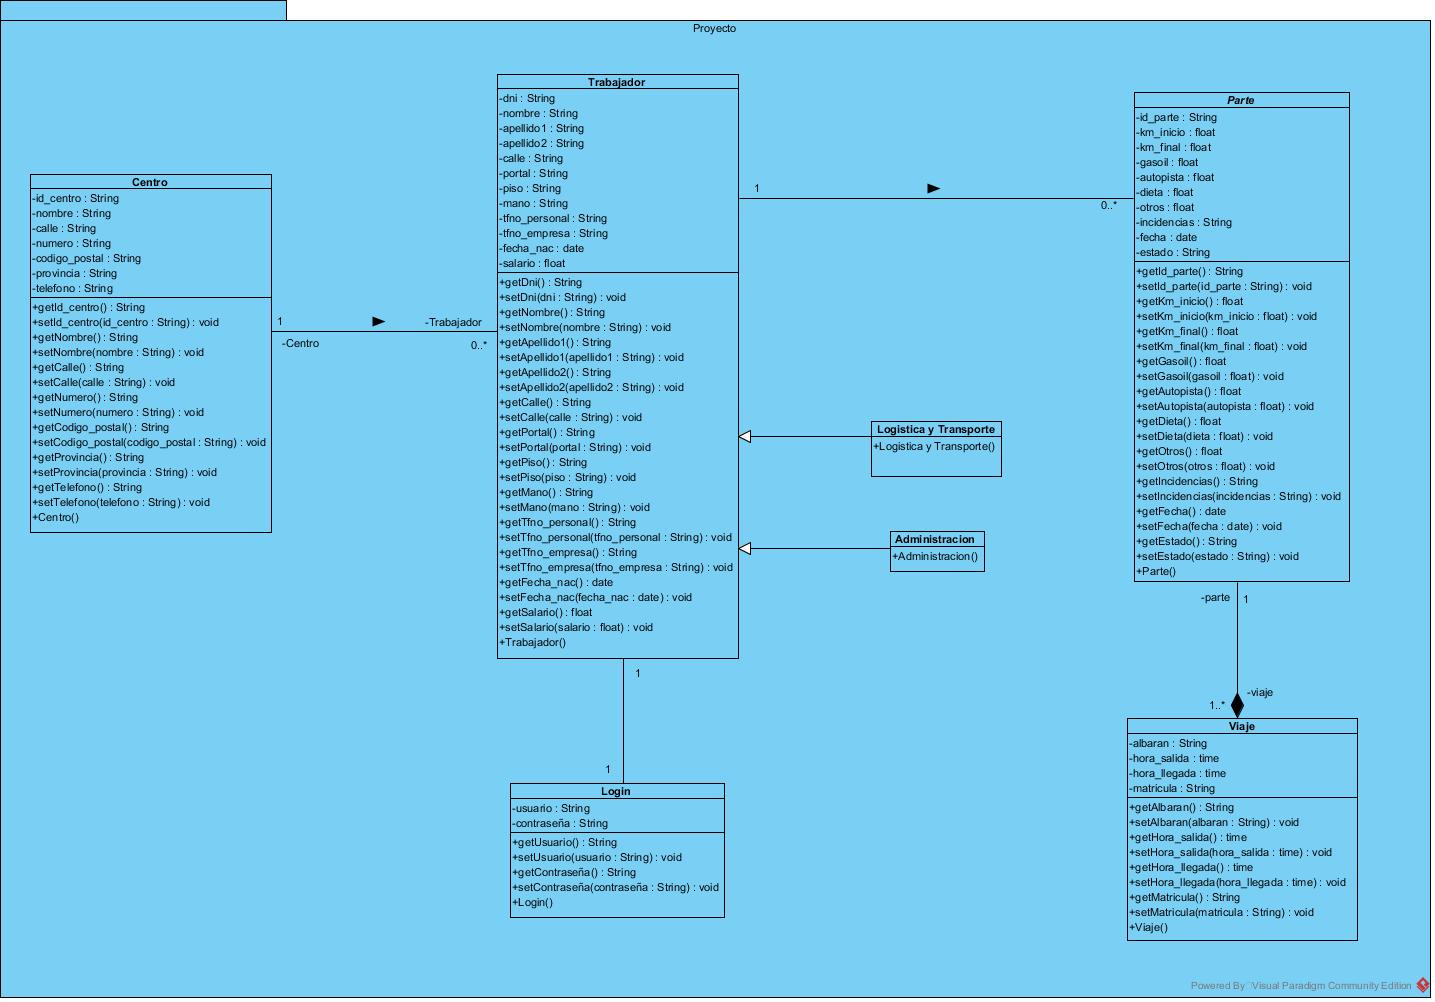 Proyecto
Centro
-id_centro : String
-nombre : String
-calle : String
-numero : String
-codigo_postal : String
-provincia : String
-telefono : String
+getId_centro() : String
+setId_centro(id_centro : String) : void
+getNombre() : String
+setNombre(nombre : String) : void
+getCalle() : String
+setCalle(calle : String) : void
+getNumero() : String
+setNumero(numero : String) : void
+getCodigo_postal() : String
+setCodigo_postal(codigo_postal : String) : void
+getProvincia() : String
+setProvincia(provincia : String) : void
+getTelefono() : String
+setTelefono(telefono : String) : void
+Centro()
1
-Centro
-Trabajador
0..*
Trabajador
-dni : String
-nombre : String
-apellido1 : String
-apellido2 : String
-calle : String
-portal : String
-piso : String
-mano : String
-tfno_personal : String
-tfno_empresa : String
-fecha_nac : date
-salario : float
+getDni() : String
+setDni(dni : String) : void
+getNombre() : String
+setNombre(nombre : String) : void
+getApellido1() : String
+setApellido1(apellido1 : String) : void
+getApellido2() : String
+setApellido2(apellido2 : String) : void
+getCalle() : String
+setCalle(calle : String) : void
+getPortal() : String
+setPortal(portal : String) : void
+getPiso() : String
+setPiso(piso : String) : void
+getMano() : String
+setMano(mano : String) : void
+getTfno_personal() : String
+setTfno_personal(tfno_personal : String) : void
+getTfno_empresa() : String
+setTfno_empresa(tfno_empresa : String) : void
+getFecha_nac() : date
+setFecha_nac(fecha_nac : date) : void
+getSalario() : float
+setSalario(salario : float) : void
+Trabajador()
1
0..*
Logistica y Transporte
+Logistica y Transporte()
Administracion
+Administracion()
Parte
-id_parte : String
-km_inicio : float
-km_final : float
-gasoil : float
-autopista : float
-dieta : float
-otros : float
-incidencias : String
-fecha : date
-estado : String
+getId_parte() : String
+setId_parte(id_parte : String) : void
+getKm_inicio() : float
+setKm_inicio(km_inicio : float) : void
+getKm_final() : float
+setKm_final(km_final : float) : void
+getGasoil() : float
+setGasoil(gasoil : float) : void
+getAutopista() : float
+setAutopista(autopista : float) : void
+getDieta() : float
+setDieta(dieta : float) : void
+getOtros() : float
+setOtros(otros : float) : void
+getIncidencias() : String
+setIncidencias(incidencias : String) : void
+getFecha() : date
+setFecha(fecha : date) : void
+getEstado() : String
+setEstado(estado : String) : void
+Parte()
-parte
1
-viaje
1..*
1
1
Login
-usuario : String
-contraseña : String
+getUsuario() : String
+setUsuario(usuario : String) : void
+getContraseña() : String
+setContraseña(contraseña : String) : void
+Login()
Viaje
-albaran : String
-hora_salida : time
-hora_llegada : time
-matricula : String
+getAlbaran() : String
+setAlbaran(albaran : String) : void
+getHora_salida() : time
+setHora_salida(hora_salida : time) : void
+getHora_llegada() : time
+setHora_llegada(hora_llegada : time) : void
+getMatricula() : String
+setMatricula(matricula : String) : void
+Viaje()
Powered By Visual Paradigm Community Edition